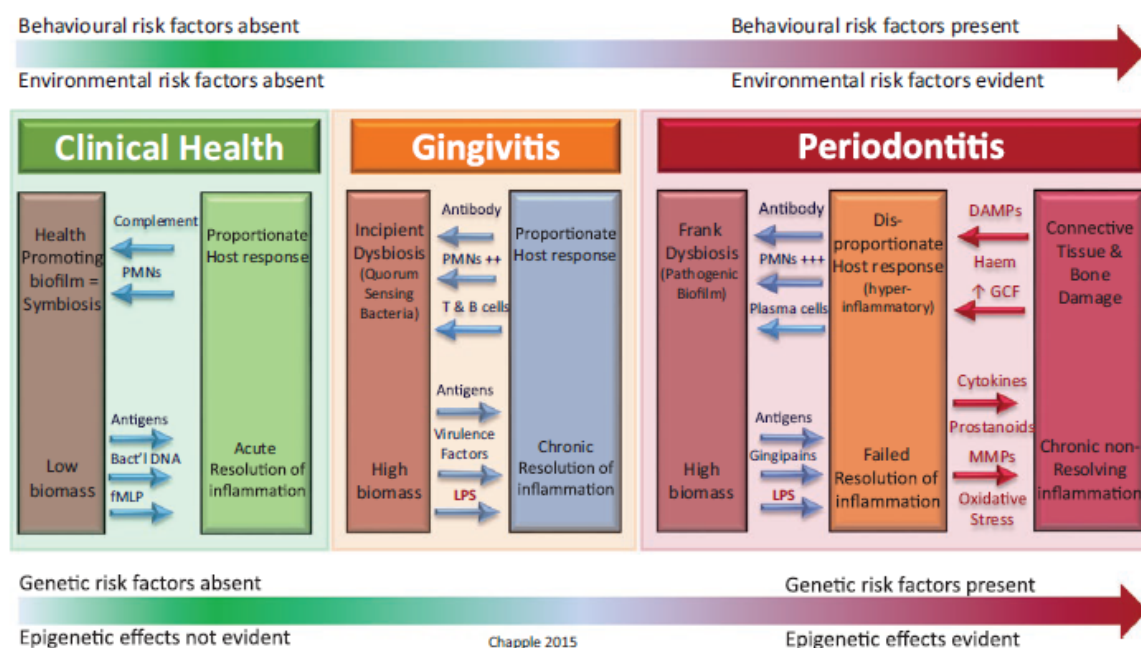 Behavioural risk factors absent
Behavioural risk factors present
Environmental risk factors absent
Environmental risk factors evident
Clinical Health
Health
Promoting
biofilm =
Symbiosis
Low
biomass
Complement
PMNs
Antigens
Bact'l DNA
fMLP
Proportionate
Host response
Acute
Resolution of
inflammation
Gingivitis
Incipient
Dysbiosis
(Quorum
Sensing
Bacteria)
High
biomass
Antibody
PMNs ++
T & B cells
Antigens
Virulence
Factors
LPS
Proportionate
Host response
Chronic
Resolution of
inflammation
Periodontitis
Frank
Dysbiosis
(Pathogenic
Biofilm)
High
biomass
Antibody
PMNs +++
Plasma cells
Antigens
Gingipains
LPS
Dis-
proportionate
Host response
(hyper-
inflammatory)
Failed
Resolution of
inflammation
DAMPs
Haem
↑ GCF
Cytokines
Prostanoids
MMPs
Oxidative
Stress
Connective
Tissue &
Bone
Damage
Chronic non-
Resolving
inflammation
Genetic risk factors absent
Genetic risk factors present
Epigenetic effects not evident
Chapple 2015
Epigenetic effects evident